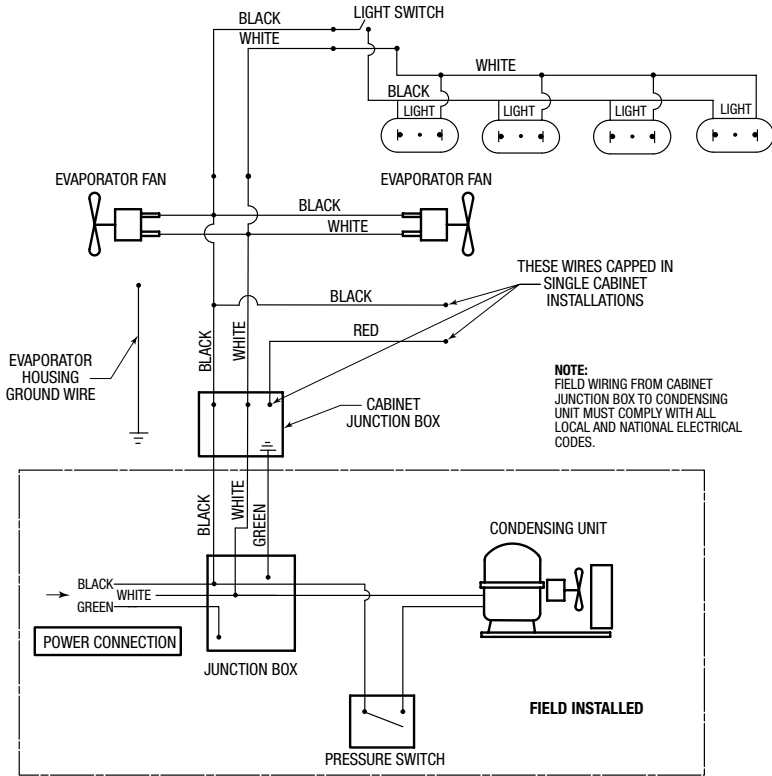 LIGHT SWITCH
BLACK
WHITE
WHITE
BLACK
LIGHT
LIGHT
LIGHT
LIGHT
EVAPORATOR FAN
EVAPORATOR FAN
BLACK
WHITE
THESE WIRES CAPPED IN
SINGLE CABINET
INSTALLATIONS
BLACK
RED
BLACK
WHITE
EVAPORATOR
HOUSING
GROUND WIRE
NOTE:
FIELD WIRING FROM CABINET
JUNCTION BOX TO CONDENSING
UNIT MUST COMPLY WITH ALL
LOCAL AND NATIONAL ELECTRICAL
CODES.
CABINET
JUNCTION BOX
BLACK
WHITE
GREEN
CONDENSING UNIT
BLACK
WHITE
GREEN
POWER CONNECTION
JUNCTION BOX
FIELD INSTALLED
PRESSURE SWITCH